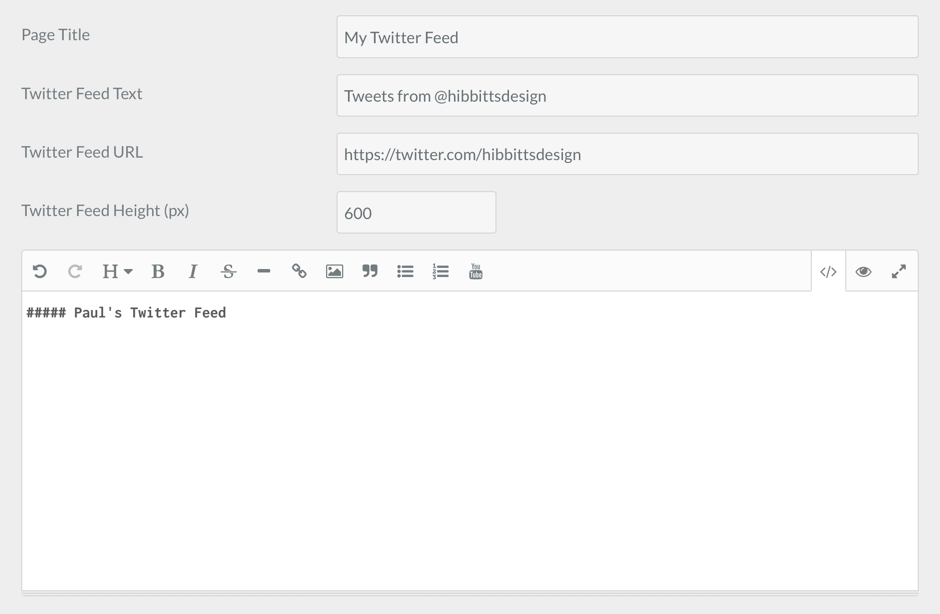 Page Title
My Twitter Feed
Twitter Feed Text
Tweets from @hibbittsdesign
Twitter Feed URL
https://twitter.com/hibbittsdesign
Twitter Feed Height (px)
600
H B I S You Tube </>
##### Paul's Twitter Feed